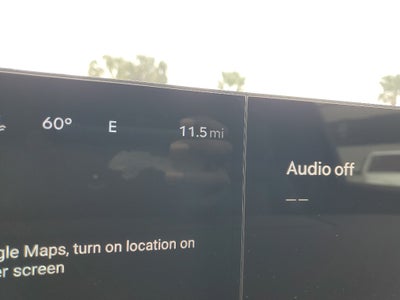 60° E 11.5 mi
Audio off
-- --
gle Maps, turn on location on
er screen